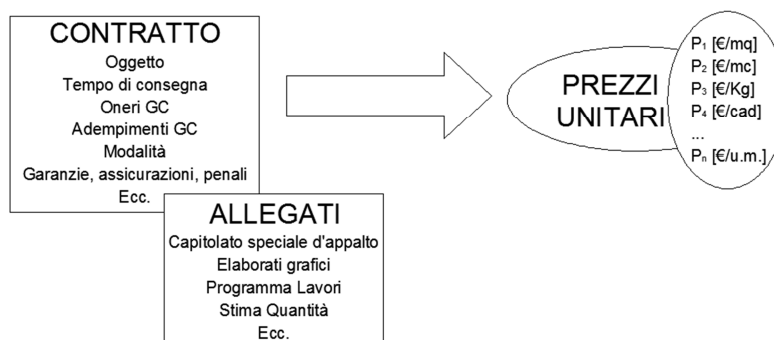 CONTRATTO
Oggetto
Tempo di consegna
Oneri GC
Adempimenti GC
Modalità
Garanzie, assicurazioni, penali
Ecc.
ALLEGATI
Capitolato speciale d'appalto
Elaborati grafici
Programma Lavori
Stima Quantità
Ecc.
PREZZI
UNITARI
P₁ [€/mq]
P₂ [€/mc]
P₃ [€/Kg]
P₄ [€/cad]
...
Pₙ [€/u.m.]